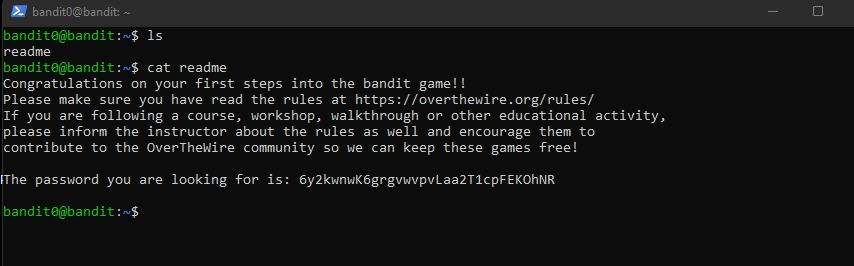 bandit0@bandit: ~
bandit0@bandit:~$ ls
readme
bandit0@bandit:~$ cat readme
Congratulations on your first steps into the bandit game!!
Please make sure you have read the rules at https://overthewire.org/rules/
If you are following a course, workshop, walkthrough or other educational activity,
please inform the instructor about the rules as well and encourage them to
contribute to the OverTheWire community so we can keep these games free!
The password you are looking for is: 6y2kwnwK6grgvwvpvLaa2T1cpFEKOhNR
bandit0@bandit:~$